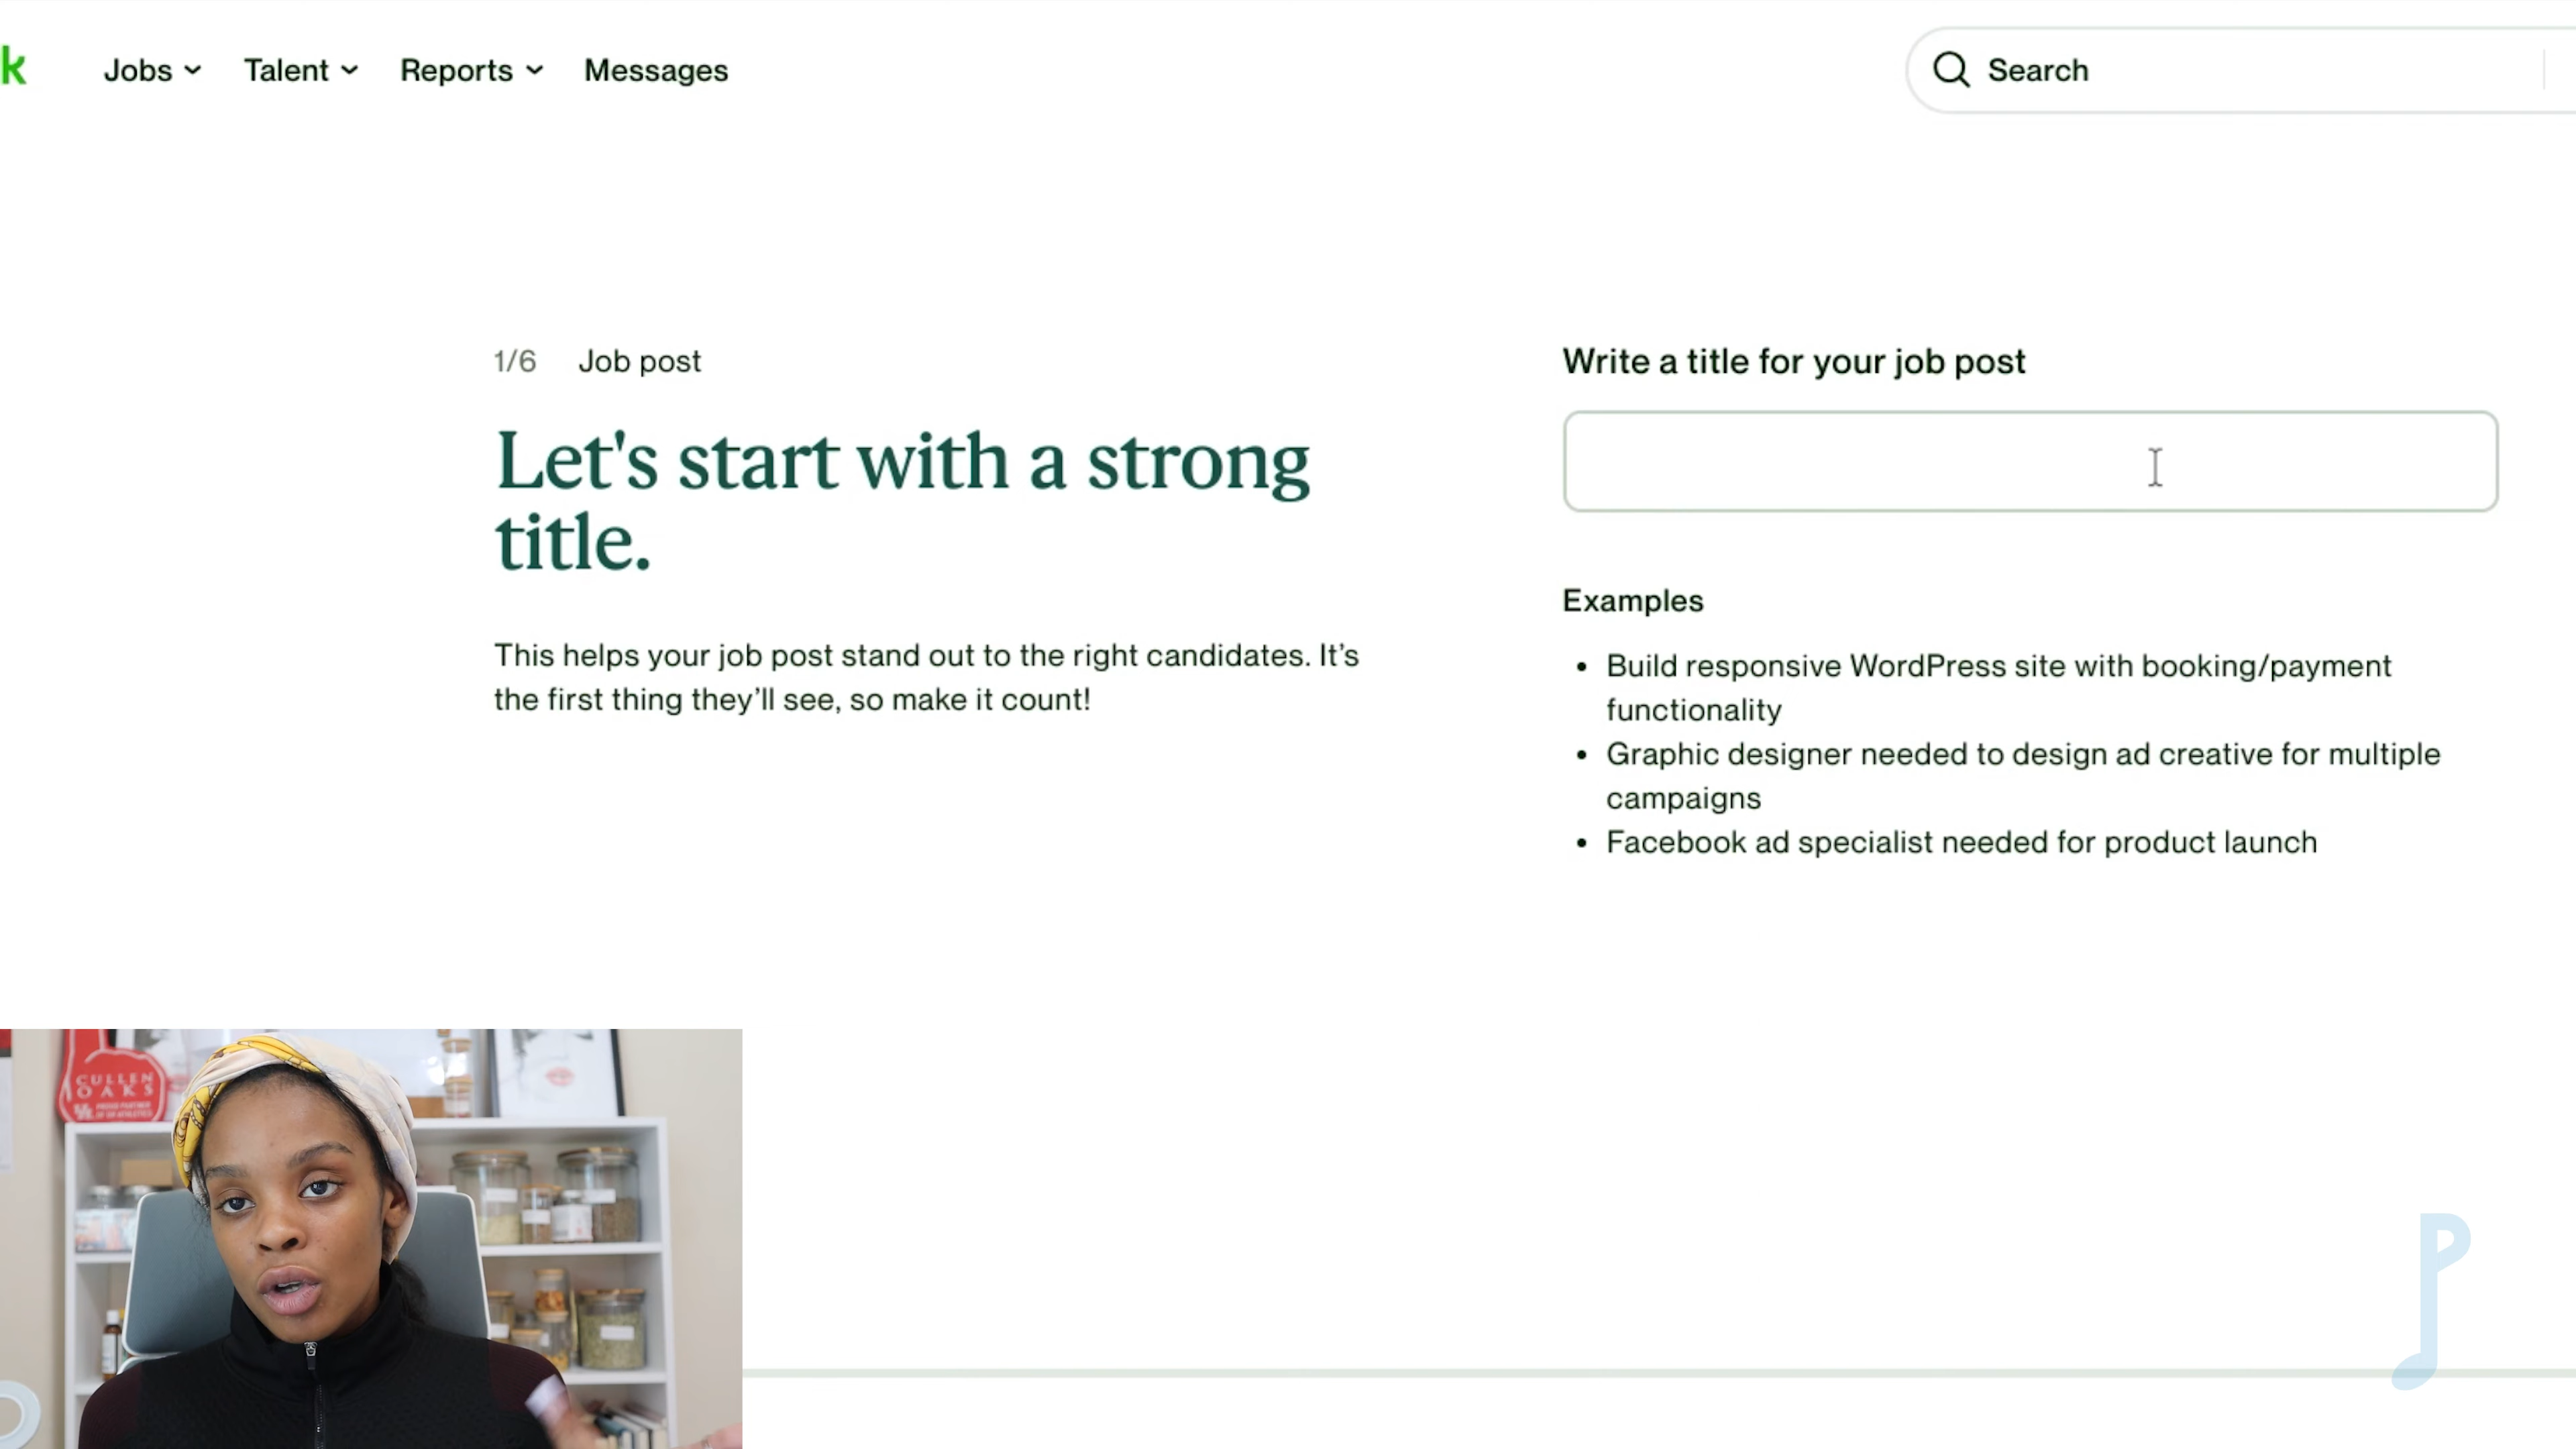 k
Jobs Talent Reports Messages
Search
1/6 Job post
Let's start with a strong
title.
This helps your job post stand out to the right candidates. It’s
the first thing they’ll see, so make it count!
Write a title for your job post
Examples
• Build responsive WordPress site with booking/payment
functionality
• Graphic designer needed to design ad creative for multiple
campaigns
• Facebook ad specialist needed for product launch
CULLEN
OAKS